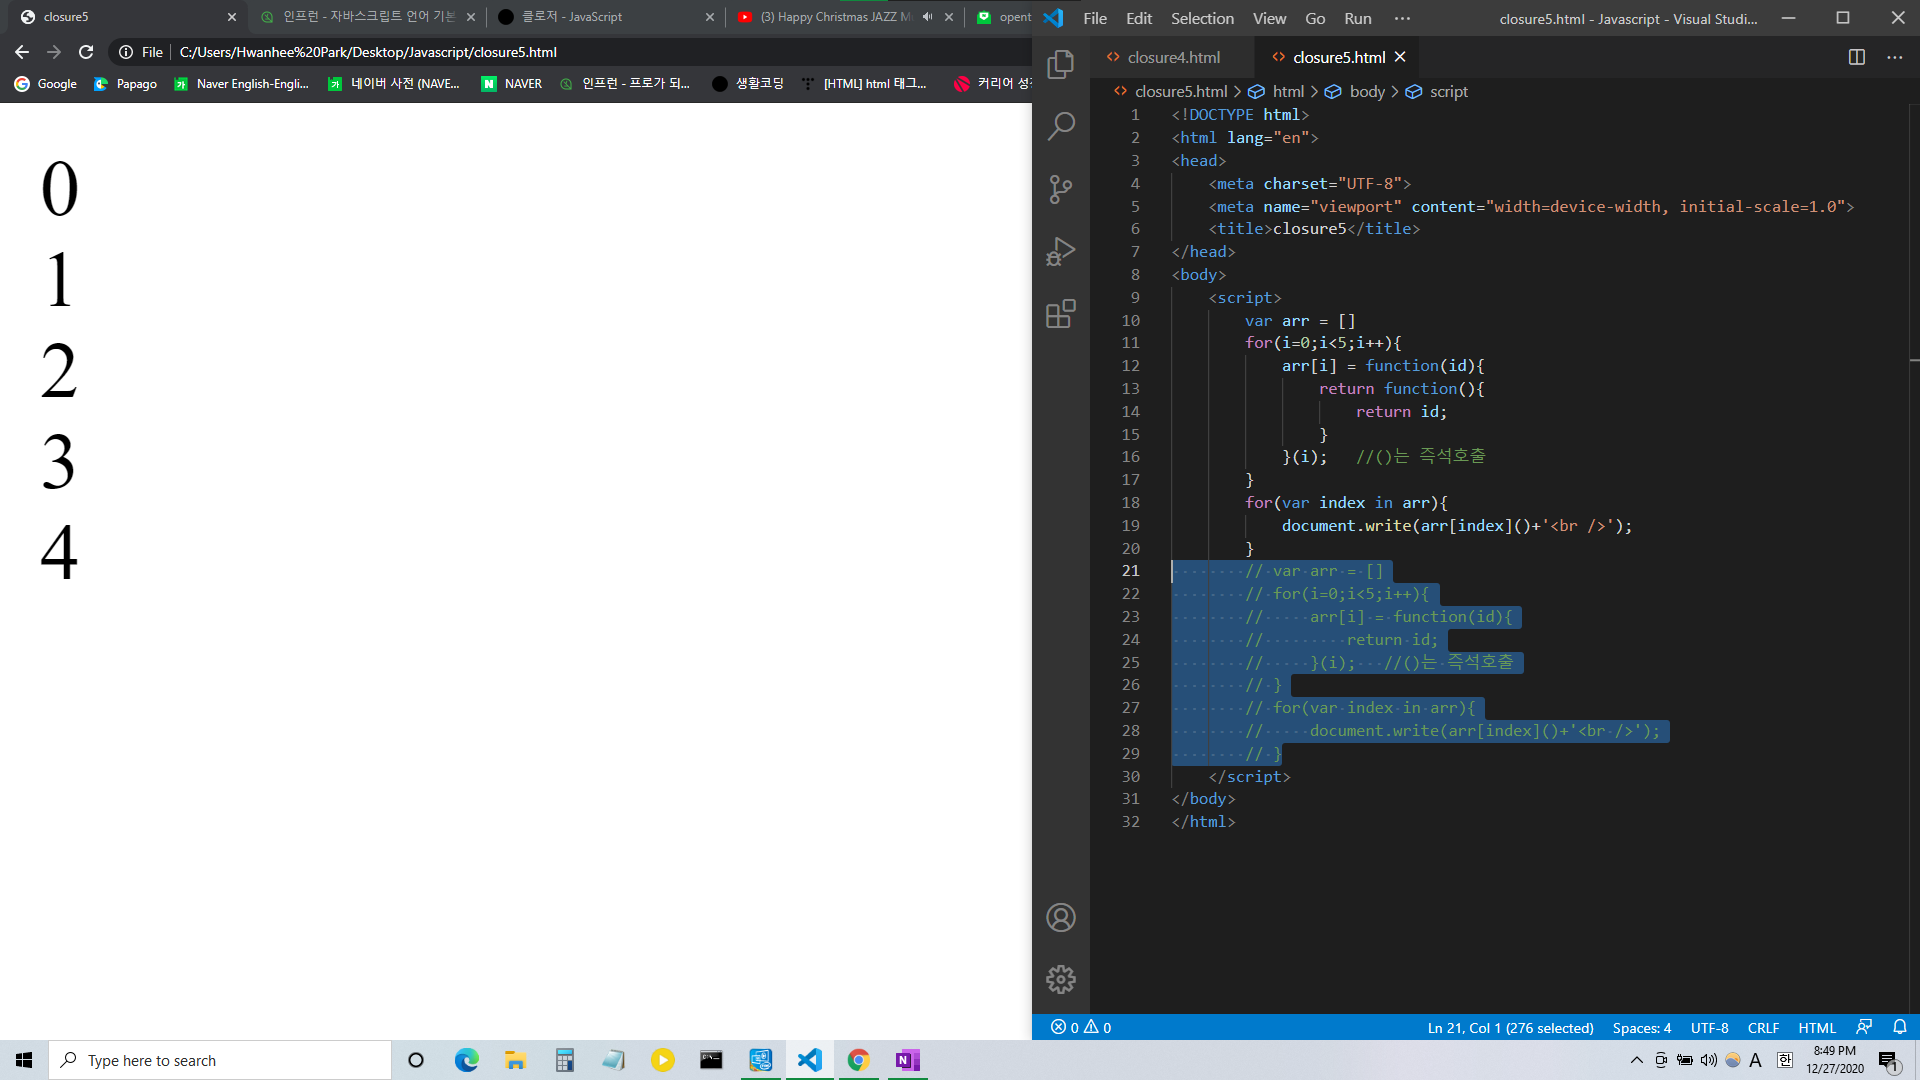 closure5
인프런 - 자바스크립트 언어 기본
클로저 - JavaScript
(3) Happy Christmas JAZZ M
opent
File
C:/Users/Hwanhee%20Park/Desktop/Javascript/closure5.html
Google
Papago
Naver English-Engli...
네이버 사전 (NAVE...
NAVER
인프런 - 프로가 되...
생활코딩
[HTML] html 태그...
커리어 성
0
1
2
3
4
File Edit Selection View Go Run ···
closure5.html - Javascript - Visual Studi...
closure4.html
closure5.html
closure5.html > html > body > script
1 <!DOCTYPE html>
2 <html lang="en">
3 <head>
4 <meta charset="UTF-8">
5 <meta name="viewport" content="width=device-width, initial-scale=1.0">
6 <title>closure5</title>
7 </head>
8 <body>
9 <script>
10 var arr = []
11 for(i=0;i<5;i++){
12 arr[i] = function(id){
13 return function(){
14 return id;
15 }
16 }(i); //()는 즉석호출
17 }
18 for(var index in arr){
19 document.write(arr[index]()+'<br />');
20 }
21 // var arr = []
22 // for(i=0;i<5;i++){
23 // arr[i] = function(id){
24 // return id;
25 // }(i); //()는 즉석호출
26 // }
27 // for(var index in arr){
28 // document.write(arr[index]()+'<br />');
29 // }
30 </script>
31 </body>
32 </html>
0 0
Ln 21, Col 1 (276 selected)
Spaces: 4
UTF-8
CRLF
HTML
Type here to search
A
한
8:49 PM
12/27/2020
1